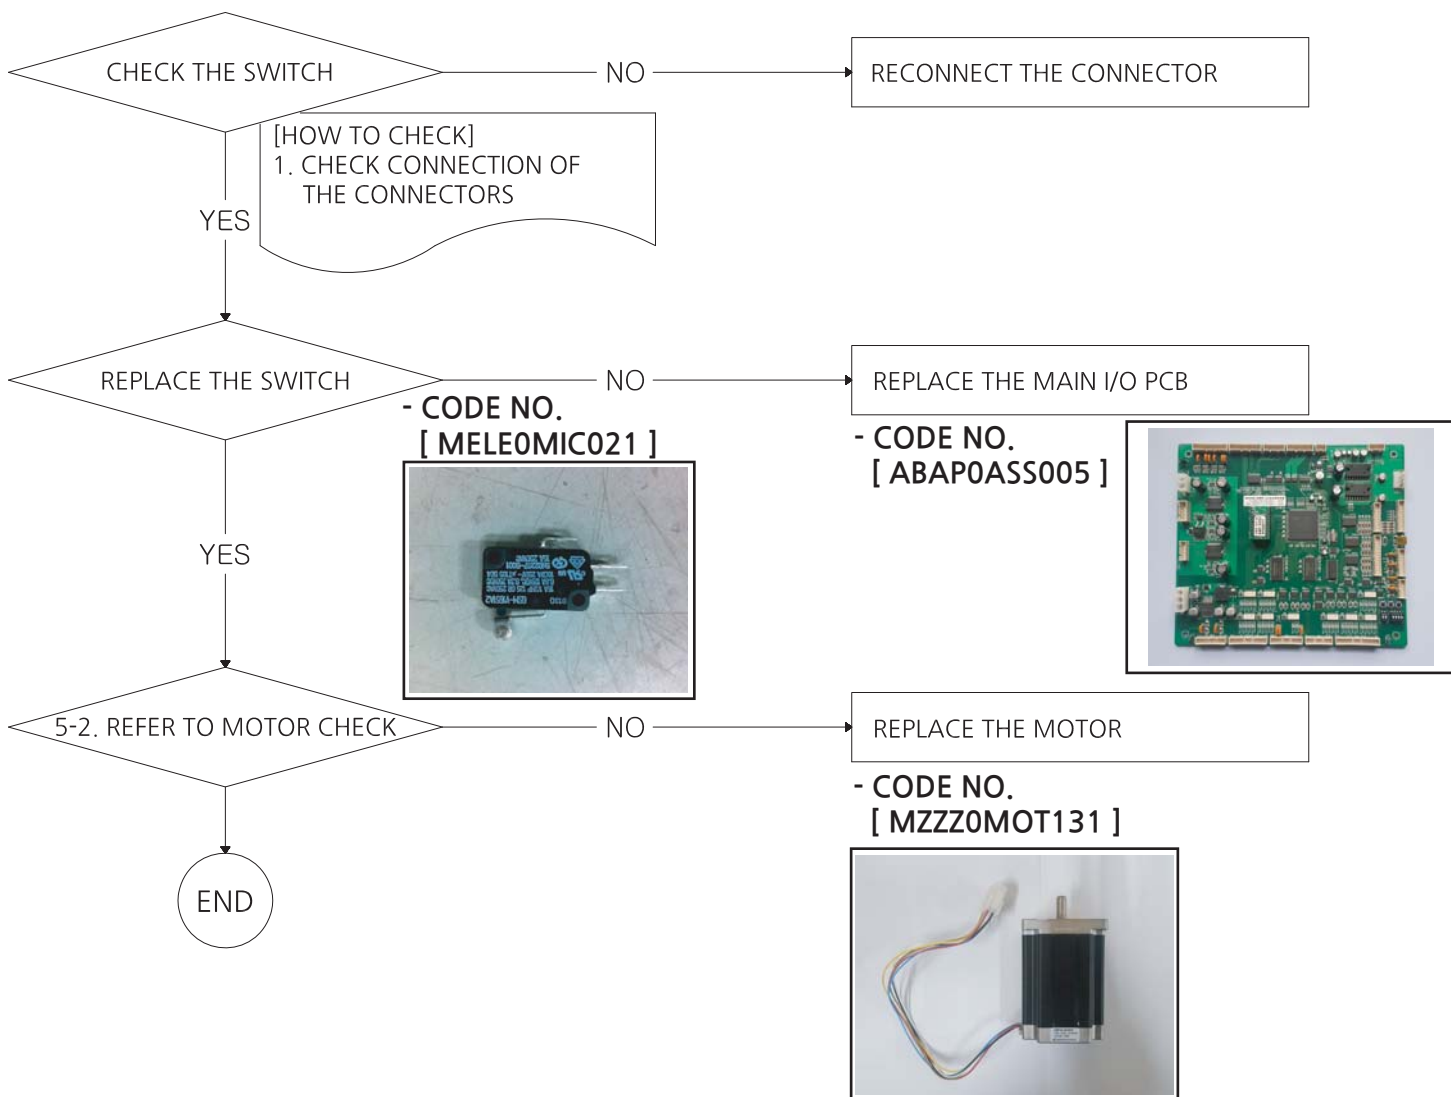 CHECK THE SWITCH
NO
RECONNECT THE CONNECTOR
[HOW TO CHECK]
1. CHECK CONNECTION OF
THE CONNECTORS
YES
REPLACE THE SWITCH
NO
REPLACE THE MAIN I/O PCB
- CODE NO.
[ MELE0MIC021 ]
- CODE NO.
[ ABAP0ASS005 ]
YES
5-2. REFER TO MOTOR CHECK
NO
REPLACE THE MOTOR
- CODE NO.
[ MZZZ0MOT131 ]
END